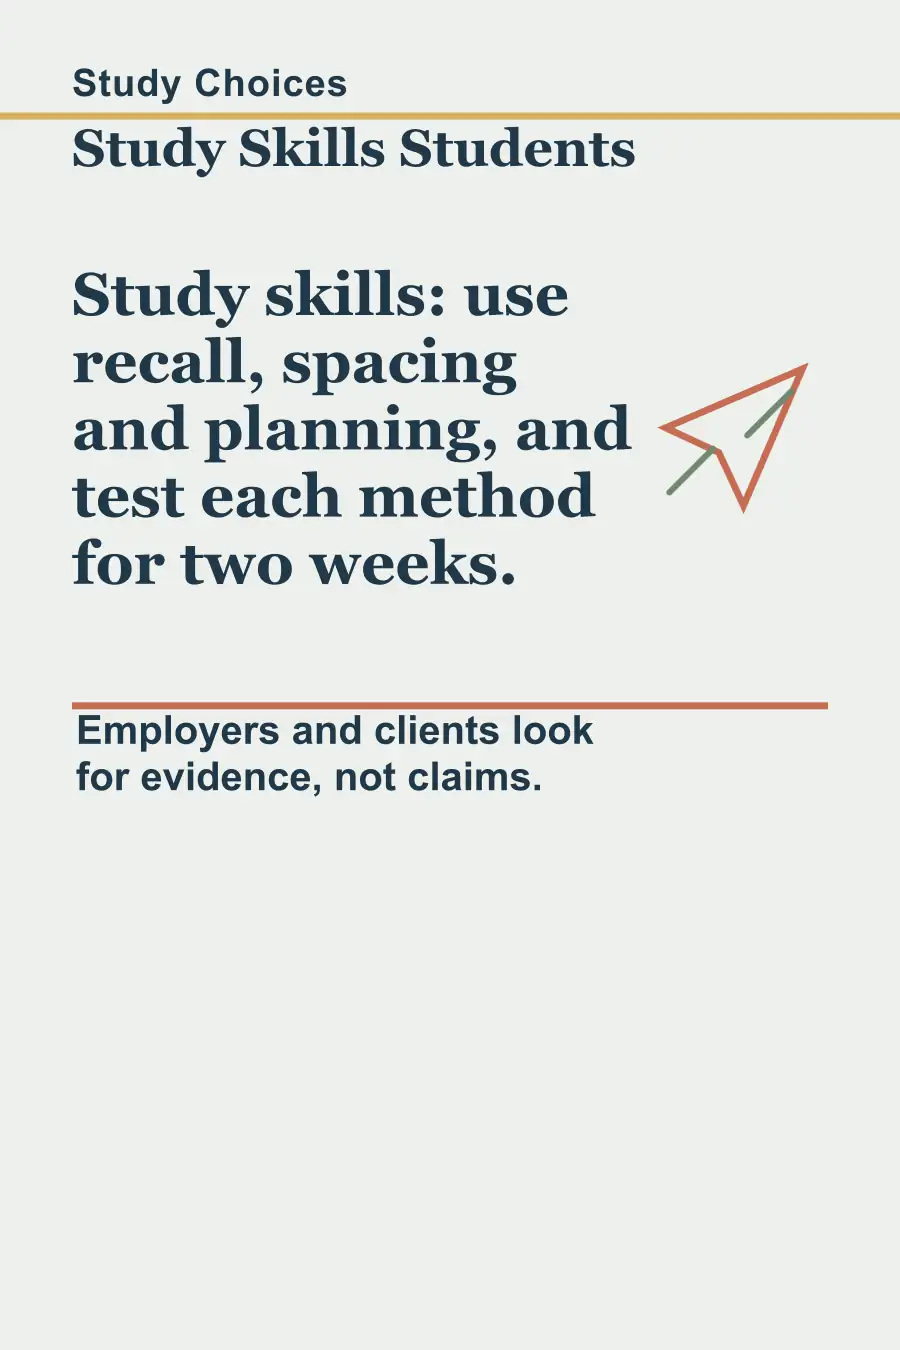 Study Choices
Study Skills Students
Study skills: use
recall, spacing
and planning, and
test each method
for two weeks.
Employers and clients look
for evidence, not claims.